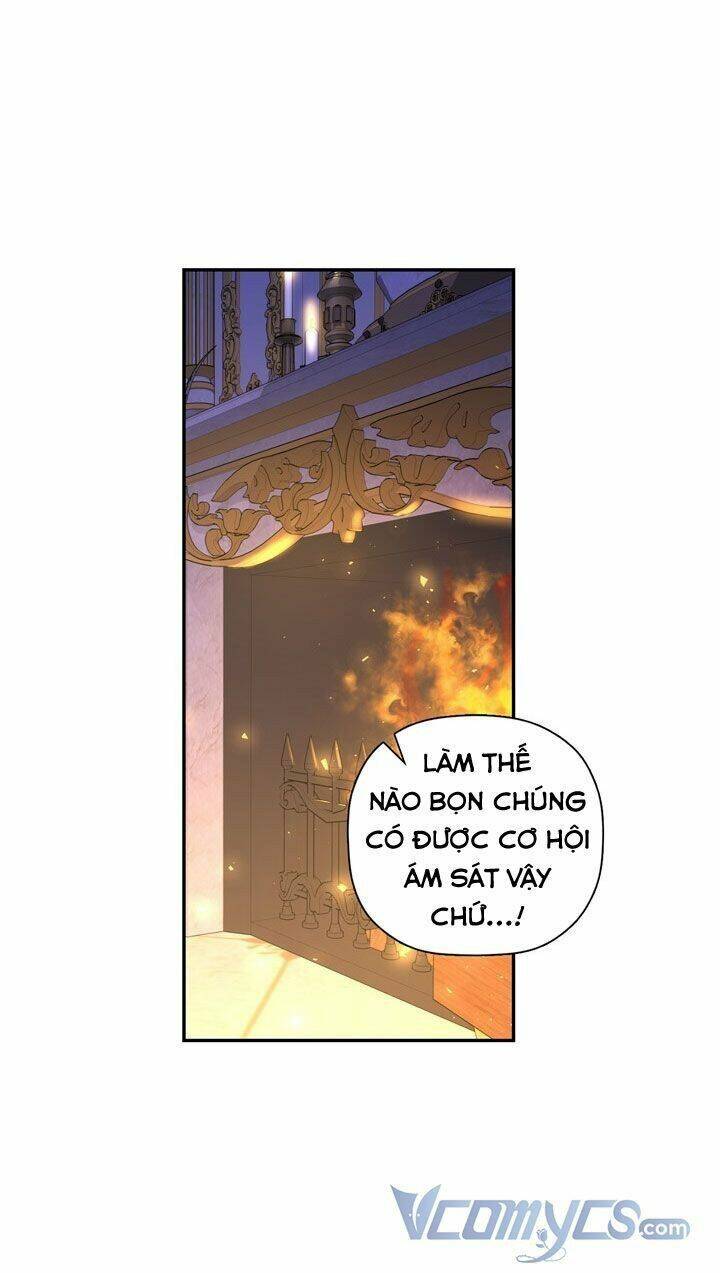 LÀM THẾ
NÀO BỌN CHÚNG
CÓ ĐƯỢC CƠ HỘI
ÁM SÁT VẬY
CHỨ...!
VCOMYCS.com